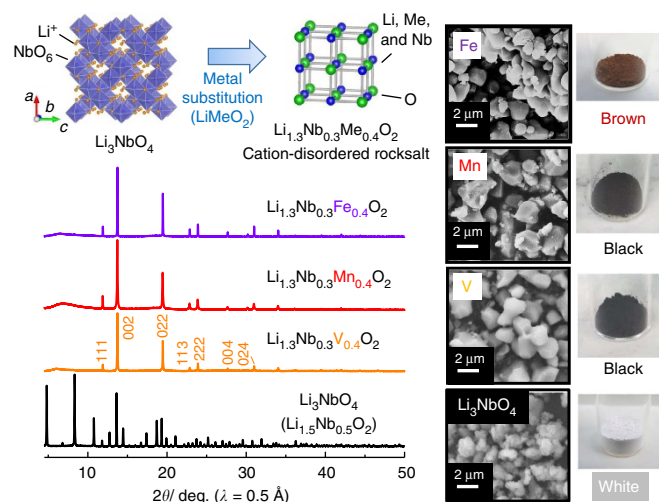 Li⁺
NbO₆
a
b
c
Li₃NbO₄
Metal
substitution
(LiMeO₂)
Li, Me,
and Nb
O
Li₁.₃Nb₀.₃Me₀.₄O₂
Cation-disordered rocksalt
Li₁.₃Nb₀.₃Fe₀.₄O₂
Li₁.₃Nb₀.₃Mn₀.₄O₂
Li₁.₃Nb₀.₃V₀.₄O₂
111
002
022
113
222
004
024
Li₃NbO₄
(Li₁.₅Nb₀.₅O₂)
10 20 30 40 50
2θ/ deg. (λ = 0.5 Å)
Fe
2 μm
Brown
Mn
2 μm
Black
V
2 μm
Black
Li₃NbO₄
2 μm
White